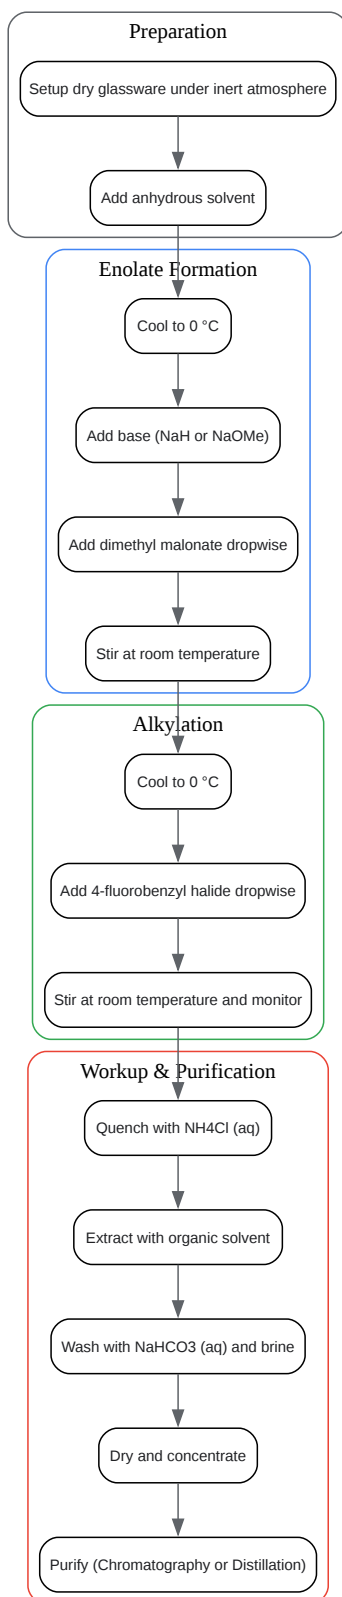 Preparation
Setup dry glassware under inert atmosphere
Add anhydrous solvent
Enolate Formation
Cool to 0 °C
Add base (NaH or NaOMe)
Add dimethyl malonate dropwise
Stir at room temperature
Alkylation
Cool to 0 °C
Add 4-fluorobenzyl halide dropwise
Stir at room temperature and monitor
Workup & Purification
Quench with NH4Cl (aq)
Extract with organic solvent
Wash with NaHCO3 (aq) and brine
Dry and concentrate
Purify (Chromatography or Distillation)